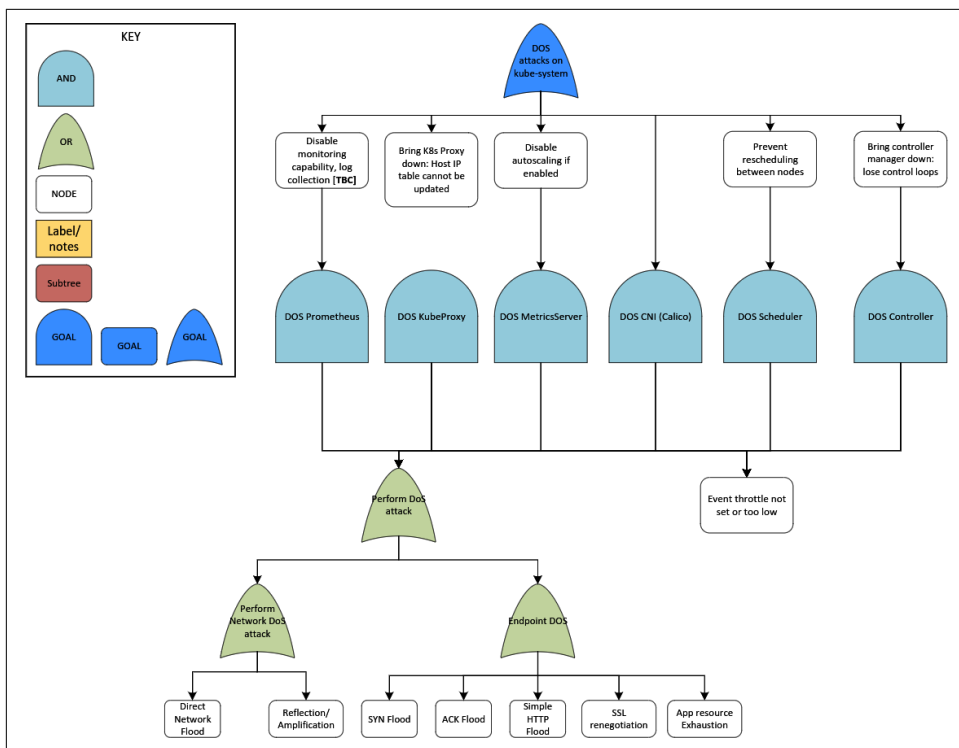 KEY
AND
OR
NODE
Label/
notes
Subtree
GOAL
GOAL
GOAL
DOS
attacks on
kube-system
Disable
monitoring
capability, log
collection [TBC]
Bring K8s Proxy
down: Host IP
table cannot be
updated
Disable
autoscaling if
enabled
Prevent
rescheduling
between nodes
Bring controller
manager down:
lose control loops
DOS Prometheus
DOS KubeProxy
DOS MetricsServer
DOS CNI (Calico)
DOS Scheduler
DOS Controller
Perform DoS
attack
Event throttle not
set or too low
Perform
Network DoS
attack
Endpoint DOS
Direct
Network
Flood
Reflection/
Amplification
SYN Flood
ACK Flood
Simple
HTTP
Flood
SSL
renegotiation
App resource
Exhaustion